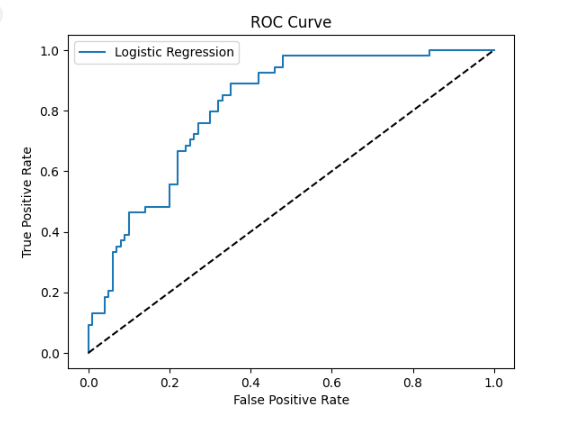 ROC Curve
Logistic Regression
1.0
0.8
0.6
0.4
0.2
0.0
True Positive Rate
0.0 0.2 0.4 0.6 0.8 1.0
False Positive Rate